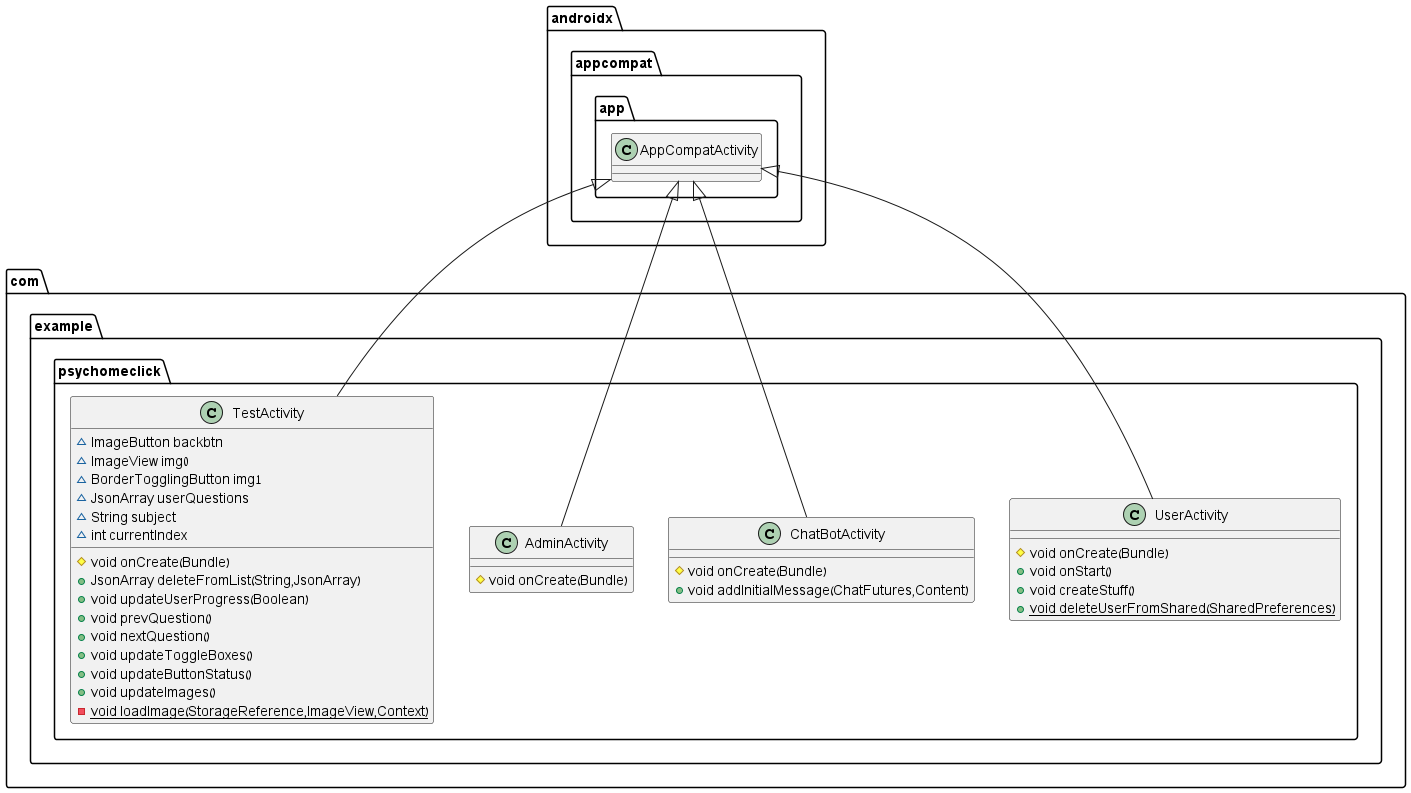 androidx
appcompat
app
C AppCompatActivity
com
example
psychomeclick
C TestActivity
ImageButton backbtn
ImageView img0
BorderTogglingButton img1
JsonArray userQuestions
String subject
int currentIndex
void onCreate(Bundle)
JsonArray deleteFromList(String,JsonArray)
void updateUserProgress(Boolean)
void prevQuestion()
void nextQuestion()
void updateToggleBoxes()
void updateButtonStatus()
void updateImages()
void loadImage(StorageReference,ImageView,Context)
C AdminActivity
void onCreate(Bundle)
C ChatBotActivity
void onCreate(Bundle)
void addInitialMessage(ChatFutures,Content)
C UserActivity
void onCreate(Bundle)
void onStart()
void createStuff()
void deleteUserFromShared(SharedPreferences)